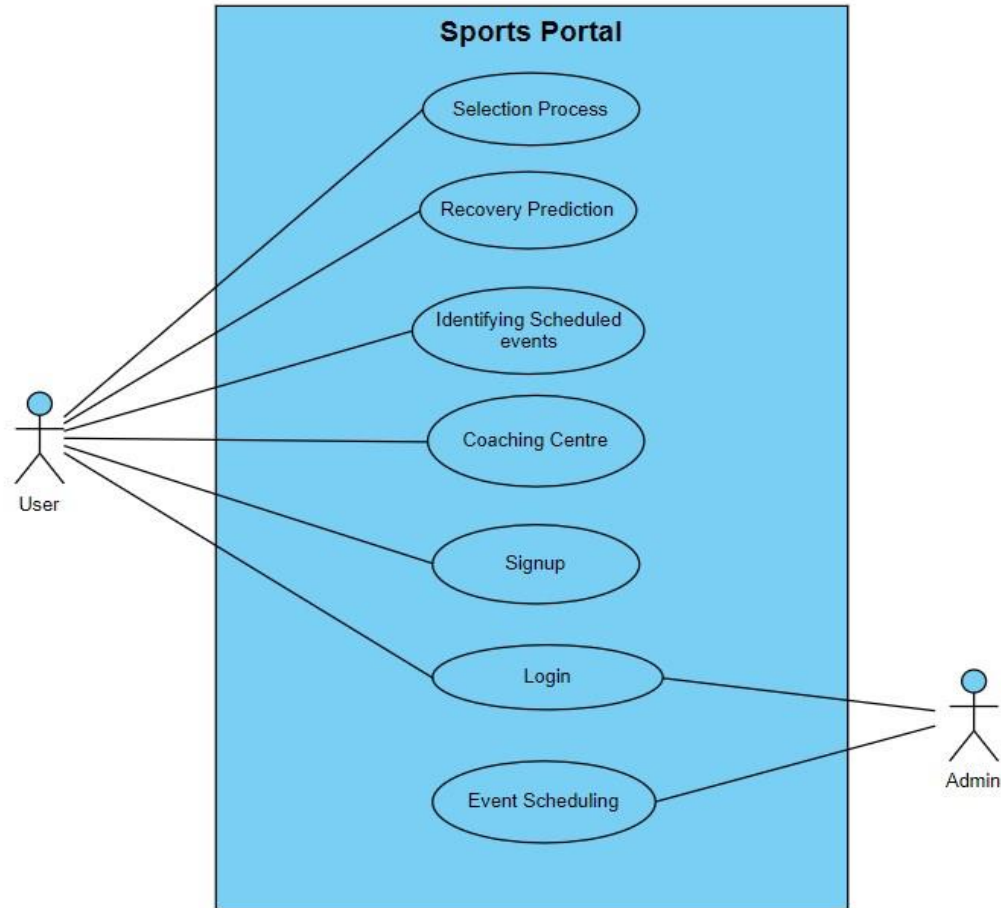 Sports Portal
Selection Process
Recovery Prediction
Identifying Scheduled
events
Coaching Centre
User
Signup
Login
Admin
Event Scheduling